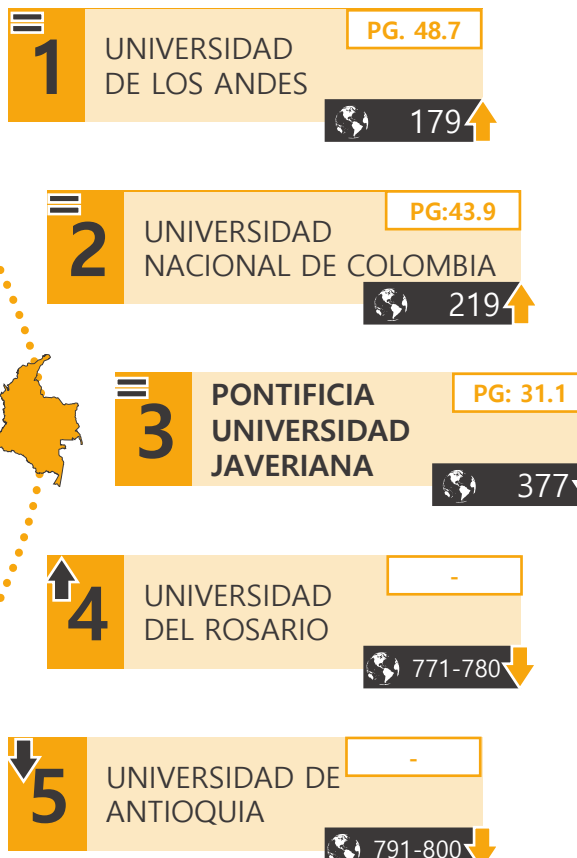 1
UNIVERSIDAD
DE LOS ANDES
PG. 48.7
179
2
UNIVERSIDAD
NACIONAL DE COLOMBIA
PG:43.9
219
3
PONTIFICIA
UNIVERSIDAD
JAVERIANA
PG: 31.1
377
4
UNIVERSIDAD
DEL ROSARIO
-
771-780
5
UNIVERSIDAD DE
ANTIOQUIA
-
791-800